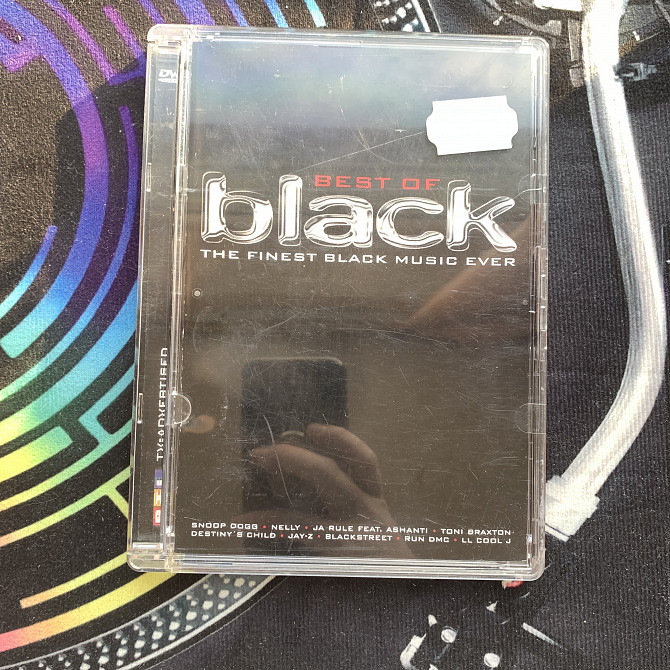 DVD
BEST OF
black
THE FINEST BLACK MUSIC EVER
TV-ADVERTISED
SNOOP DOGG • NELLY • JA RULE FEAT. ASHANTI • TONI BRAXTON
DESTINY'S CHILD • JAY-Z • BLACKSTREET • RUN DMC • LL COOL J